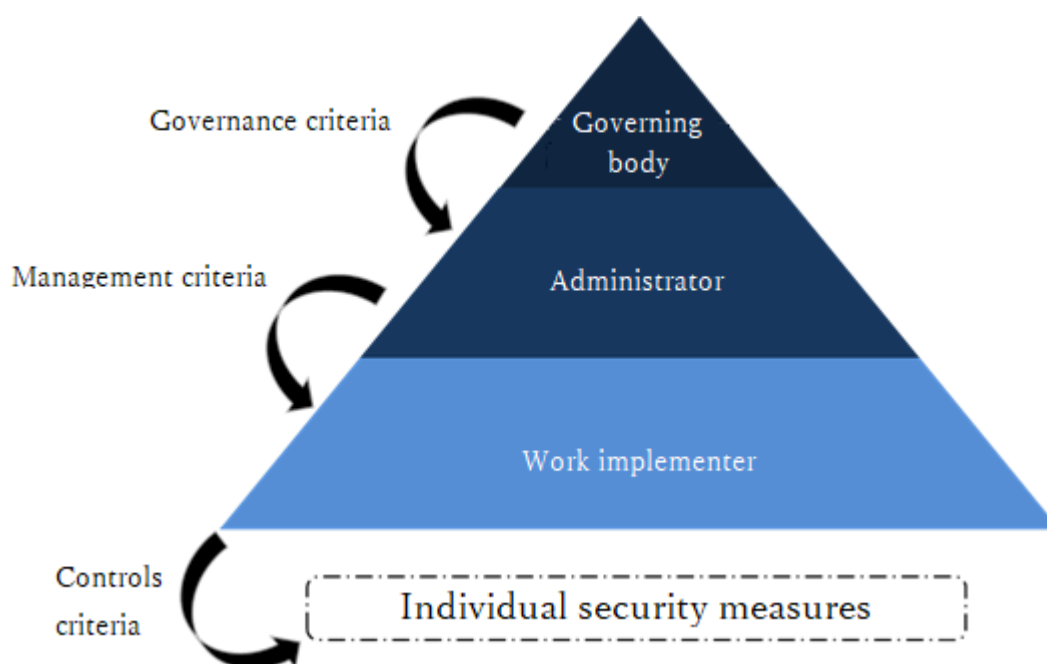 Governance criteria
Governing
body
Management criteria
Administrator
Work implementer
Controls
criteria
Individual security measures